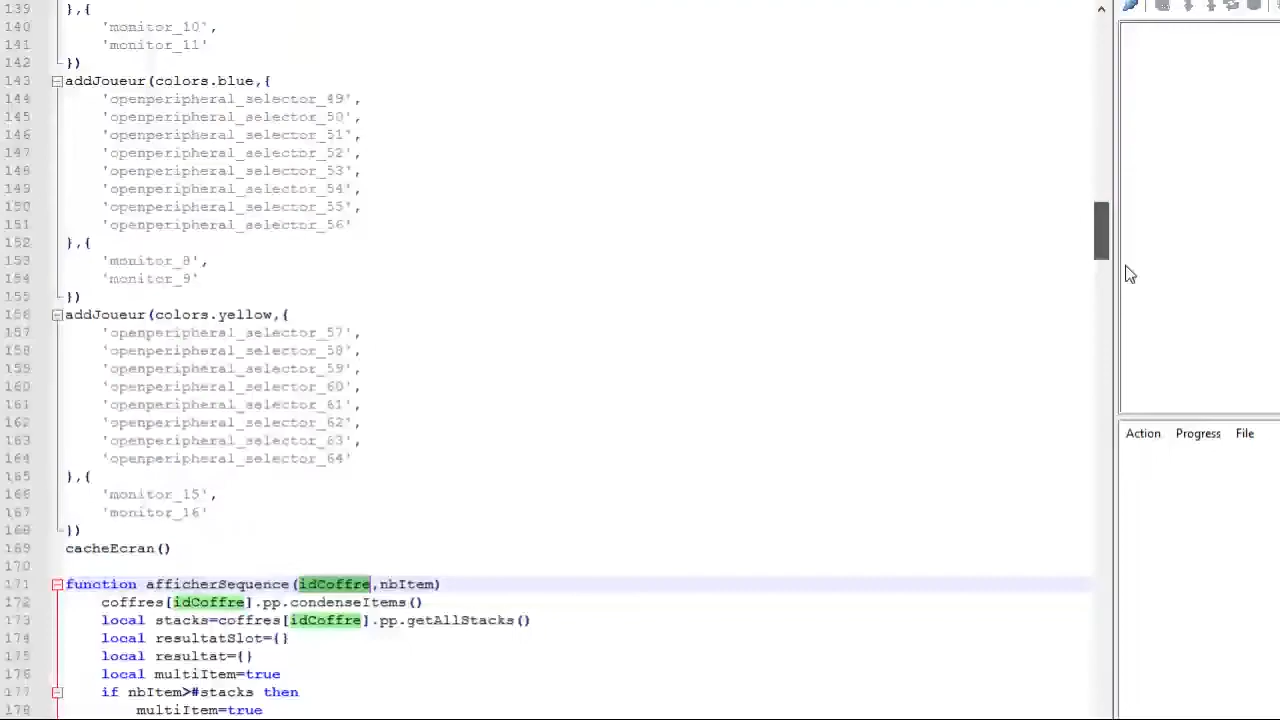 139 },{
140 'monitor_10',
141 'monitor_11'
142 })
143 addJoueur(colors.blue,{
144 'openperipheral_selector_49',
145 'openperipheral_selector_50',
146 'openperipheral_selector_51',
147 'openperipheral_selector_52',
148 'openperipheral_selector_53',
149 'openperipheral_selector_54',
150 'openperipheral_selector_55',
151 'openperipheral_selector_56'
152 },{
153 'monitor_8',
154 'monitor_9'
155 })
156 addJoueur(colors.yellow,{
157 'openperipheral_selector_57',
158 'openperipheral_selector_58',
159 'openperipheral_selector_59',
160 'openperipheral_selector_60',
161 'openperipheral_selector_61',
162 'openperipheral_selector_62',
163 'openperipheral_selector_63',
164 'openperipheral_selector_64'
165 },{
166 'monitor_15',
167 'monitor_16'
168 })
169 cacheEcran()
170
171 function afficherSequence(idCoffre,nbItem)
172 coffres[idCoffre].pp.condenseItems()
173 local stacks=coffres[idCoffre].pp.getAllStacks()
174 local resultatSlot={}
175 local resultat={}
176 local multiItem=true
177 if nbItem>#stacks then
178 multiItem=true
Action Progress File